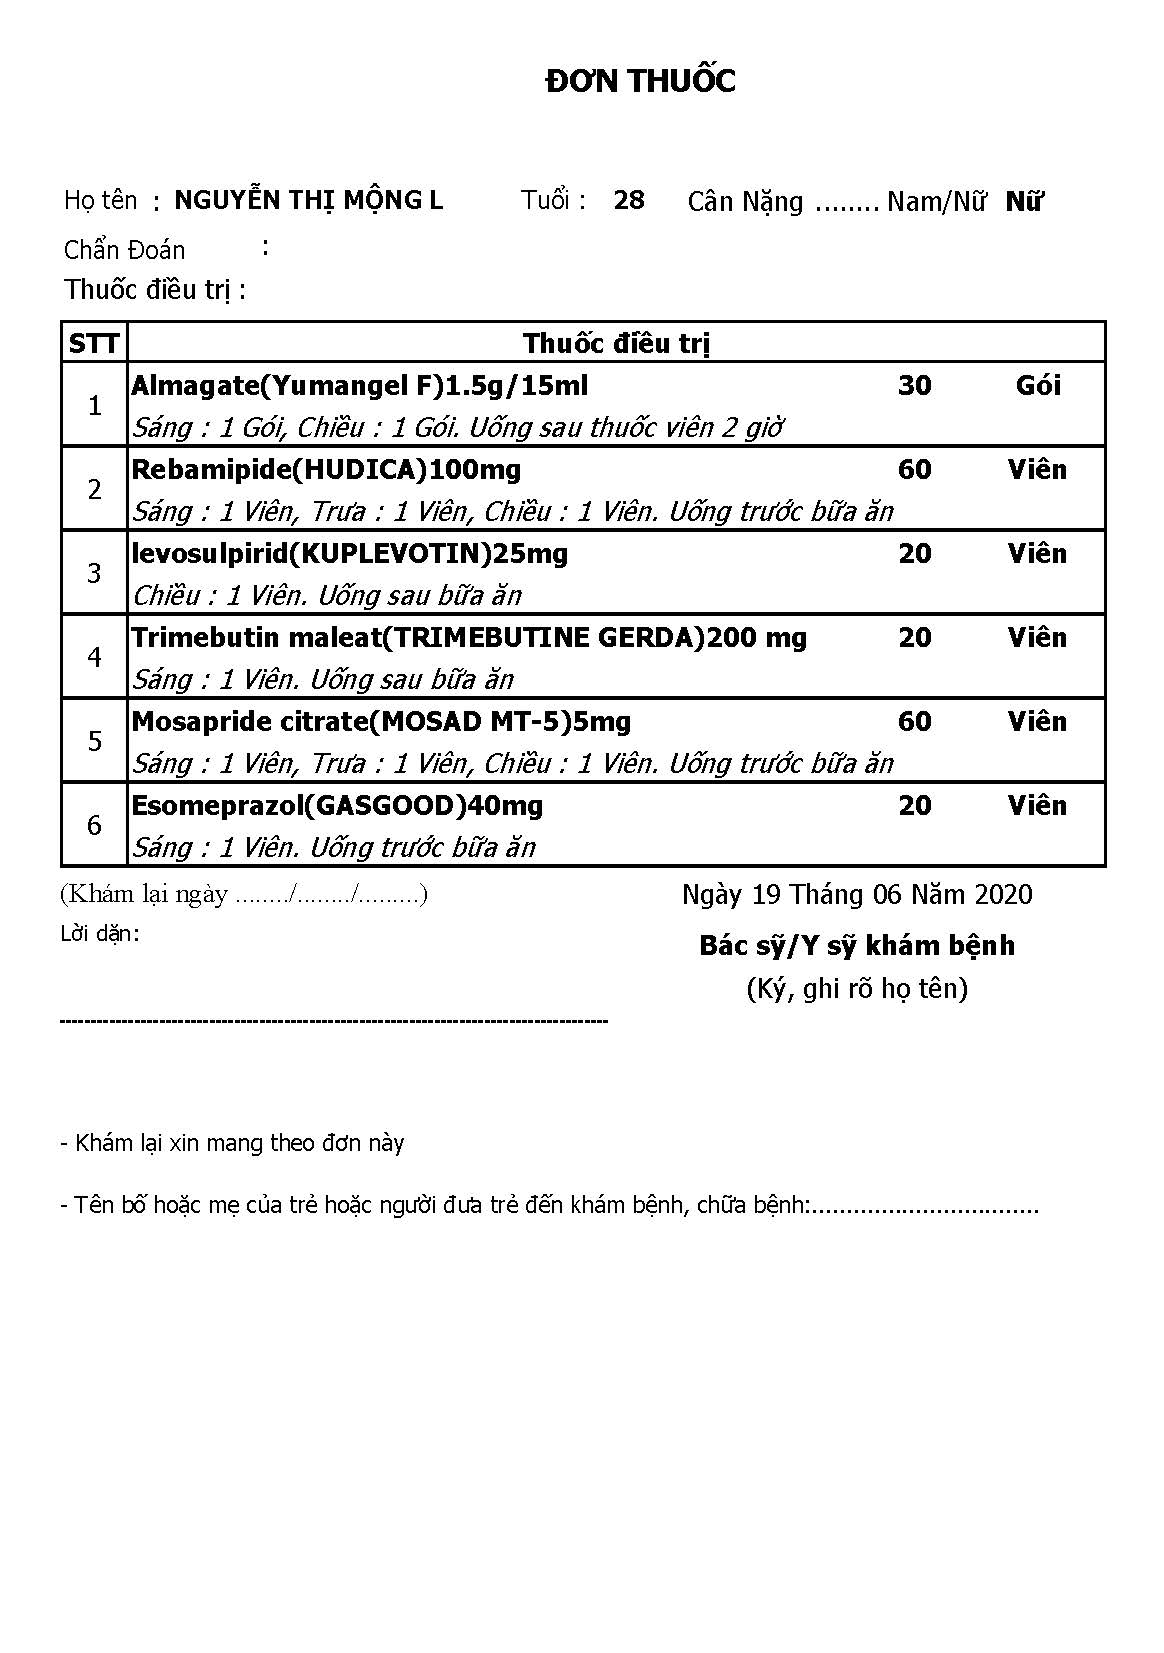 ĐƠN THUỐC
Họ tên : NGUYỄN THỊ MỘNG L Tuổi : 28 Cân Nặng ........ Nam/Nữ Nữ
Chẩn Đoán :
Thuốc điều trị :
STT Thuốc điều trị
1 Almagate(Yumangel F)1.5g/15ml 30 Gói
Sáng : 1 Gói, Chiều : 1 Gói. Uống sau thuốc viên 2 giờ
2 Rebamipide(HUDICA)100mg 60 Viên
Sáng : 1 Viên, Trưa : 1 Viên, Chiều : 1 Viên. Uống trước bữa ăn
3 levosulpirid(KUPLEVOTIN)25mg 20 Viên
Chiều : 1 Viên. Uống sau bữa ăn
4 Trimebutin maleat(TRIMEBUTINE GERDA)200 mg 20 Viên
Sáng : 1 Viên. Uống sau bữa ăn
5 Mosapride citrate(MOSAD MT-5)5mg 60 Viên
Sáng : 1 Viên, Trưa : 1 Viên, Chiều : 1 Viên. Uống trước bữa ăn
6 Esomeprazol(GASGOOD)40mg 20 Viên
Sáng : 1 Viên. Uống trước bữa ăn
(Khám lại ngày ......../......../.........) Ngày 19 Tháng 06 Năm 2020
Lời dặn:
Bác sỹ/Y sỹ khám bệnh
(Ký, ghi rõ họ tên)
- Khám lại xin mang theo đơn này
- Tên bố hoặc mẹ của trẻ hoặc người đưa trẻ đến khám bệnh, chữa bệnh:.................................